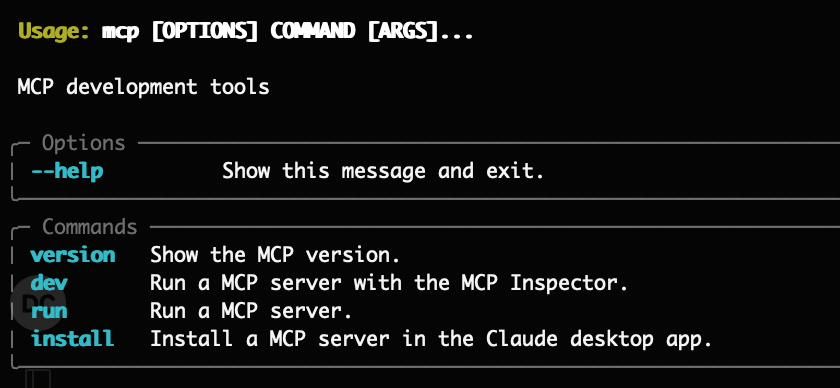 Usage: mcp [OPTIONS] COMMAND [ARGS]...
MCP development tools
Options
--help Show this message and exit.
Commands
version Show the MCP version.
dev Run a MCP server with the MCP Inspector.
run Run a MCP server.
install Install a MCP server in the Claude desktop app.
DC